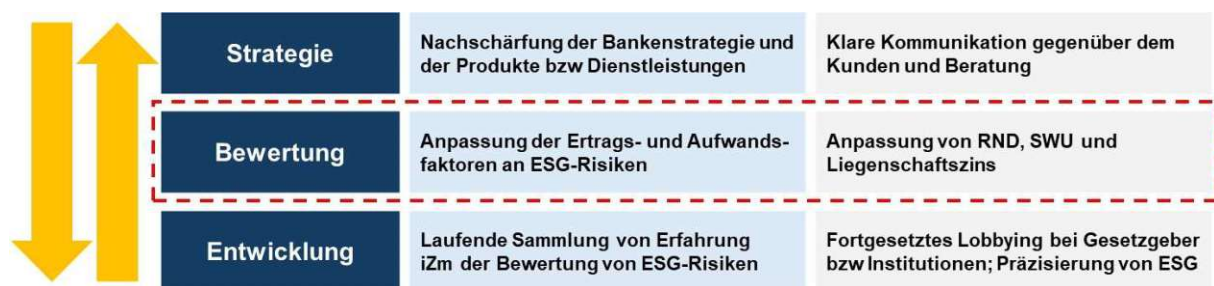 Strategie
Nachschärfung der Bankenstrategie und
der Produkte bzw Dienstleistungen
Klare Kommunikation gegenüber dem
Kunden und Beratung
Bewertung
Anpassung der Ertrags- und Aufwands-
faktoren an ESG-Risiken
Anpassung von RND, SWU und
Liegenschaftszins
Entwicklung
Laufende Sammlung von Erfahrung
iZm der Bewertung von ESG-Risiken
Fortgesetztes Lobbying bei Gesetzgeber
bzw Institutionen; Präzisierung von ESG